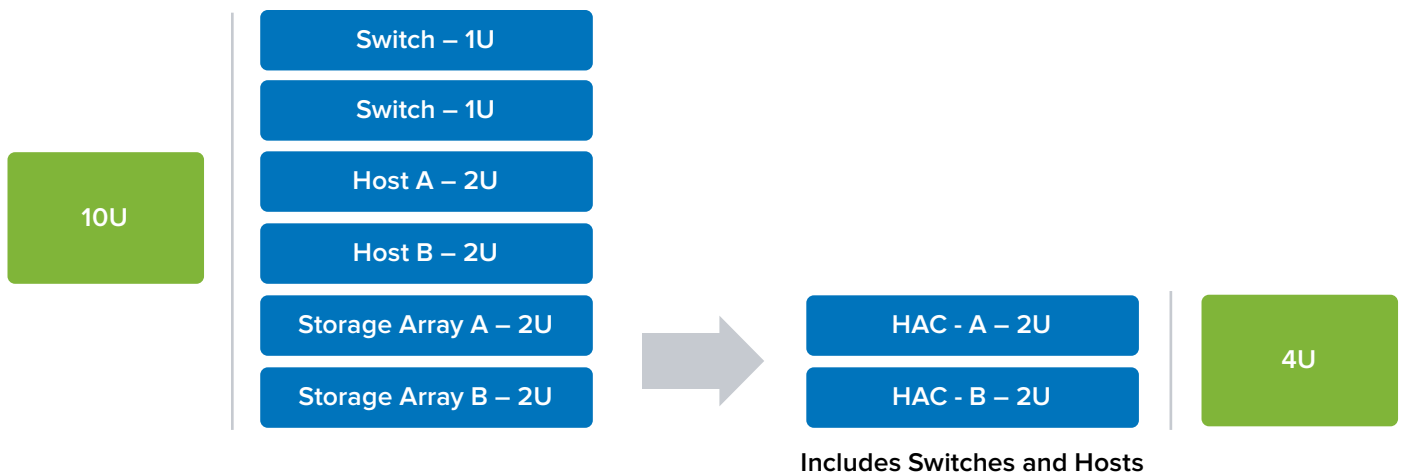 Switch – 1U
Switch – 1U
Host A – 2U
10U
Host B – 2U
Storage Array A – 2U
Storage Array B – 2U
HAC - A – 2U
HAC - B – 2U
4U
Includes Switches and Hosts